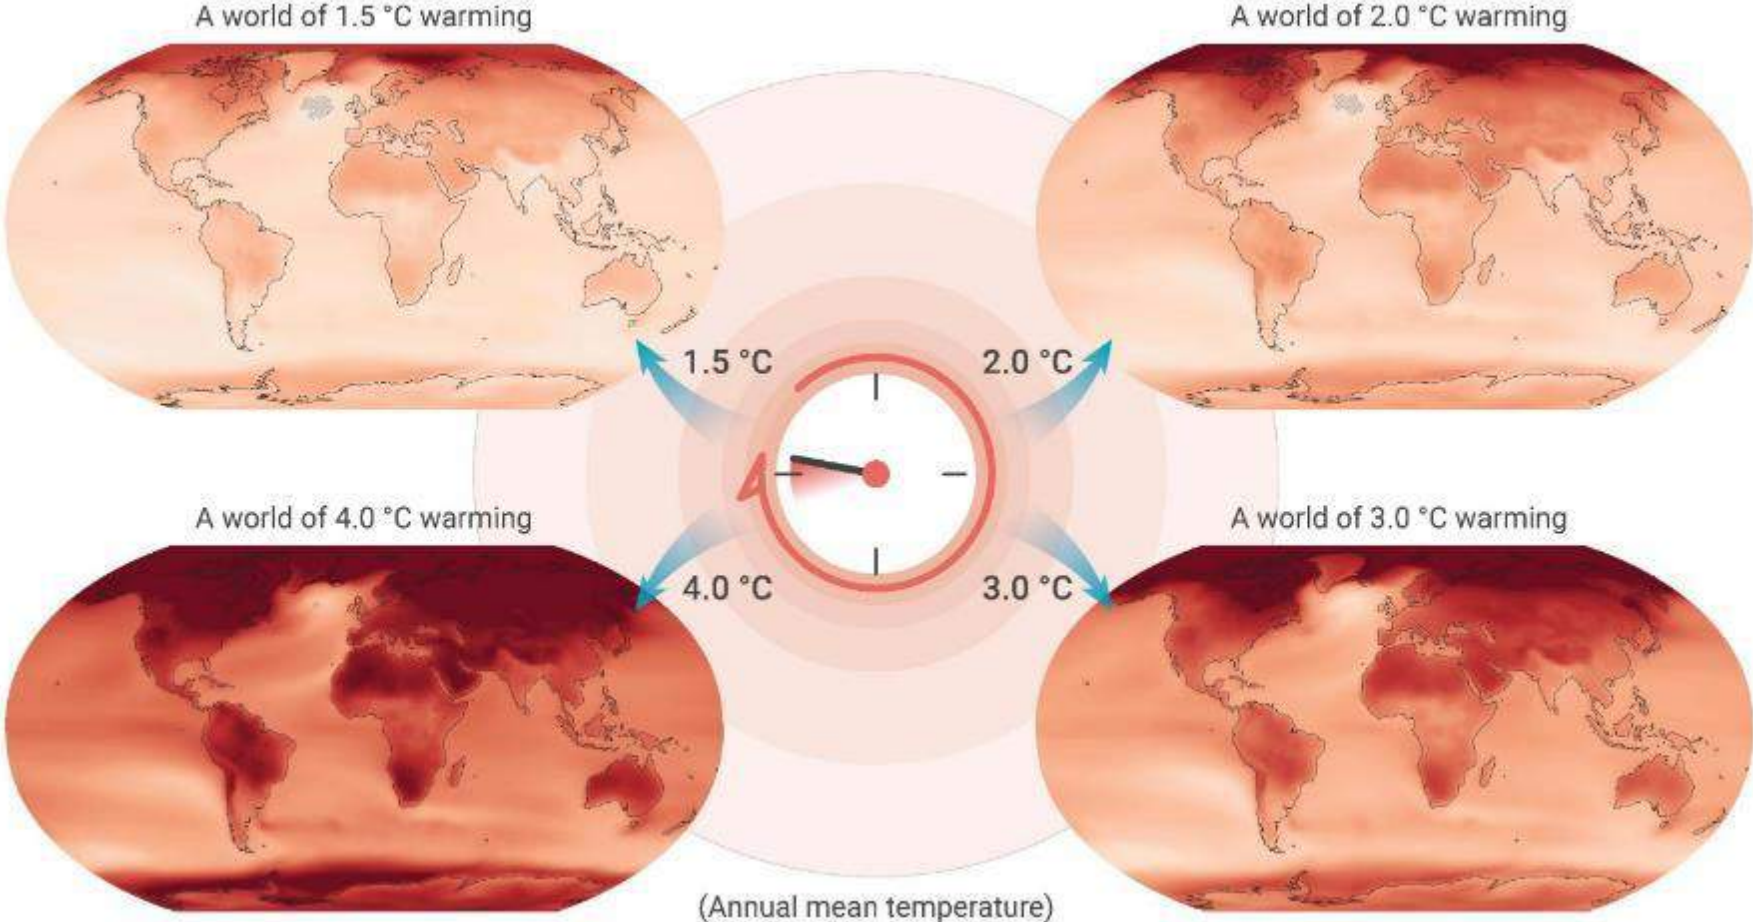 A world of 1.5 °C warming
A world of 2.0 °C warming
1.5 °C
2.0 °C
A world of 4.0 °C warming
A world of 3.0 °C warming
4.0 °C
3.0 °C
(Annual mean temperature)